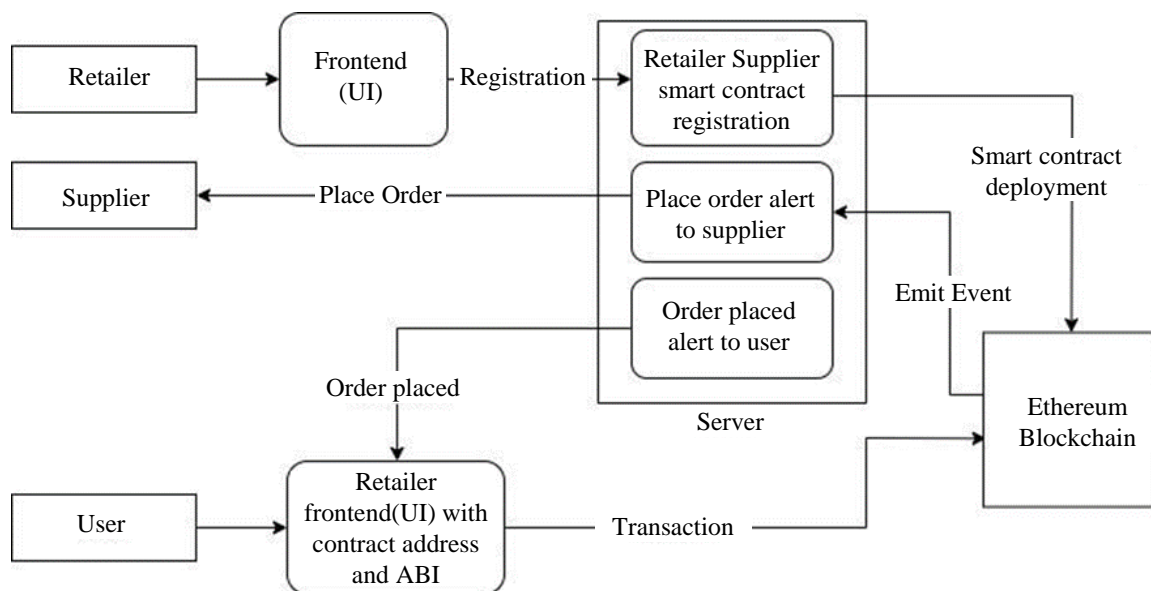 Retailer
Frontend
(UI)
Registration
Retailer Supplier
smart contract
registration
Smart contract
deployment
Supplier
Place Order
Place order alert
to supplier
Emit Event
Order placed
alert to user
Order placed
Server
Ethereum
Blockchain
User
Retailer
frontend(UI) with
contract address
and ABI
Transaction